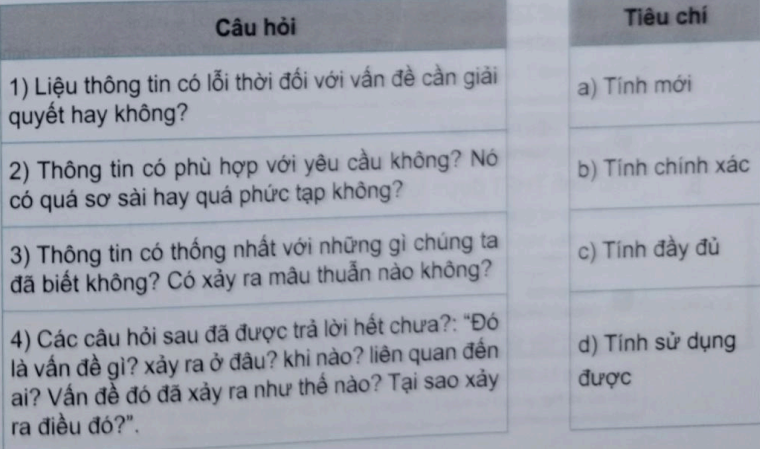 Câu hỏi
1) Liệu thông tin có lỗi thời đối với vấn đề cần giải
quyết hay không?
2) Thông tin có phù hợp với yêu cầu không? Nó
có quá sơ sài hay quá phức tạp không?
3) Thông tin có thống nhất với những gì chúng ta
đã biết không? Có xảy ra mâu thuẫn nào không?
4) Các câu hỏi sau đã được trả lời hết chưa?: “Đó
là vấn đề gì? xảy ra ở đâu? khi nào? liên quan đến
ai? Vấn đề đó đã xảy ra như thế nào? Tại sao xảy
ra điều đó?”.
Tiêu chí
a) Tính mới
b) Tính chính xác
c) Tính đầy đủ
d) Tính sử dụng
được